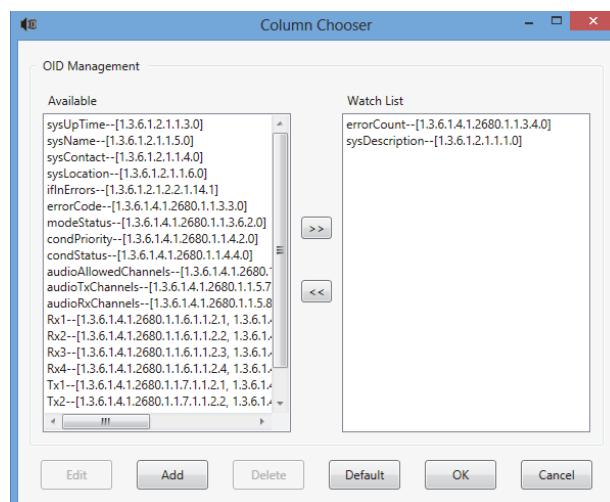 Column Chooser
OID Management
Available
sysUpTime--[1.3.6.1.2.1.1.3.0]
sysName--[1.3.6.1.2.1.1.5.0]
sysContact--[1.3.6.1.2.1.1.4.0]
sysLocation--[1.3.6.1.2.1.1.6.0]
ifInErrors--[1.3.6.1.2.1.2.2.1.14.1]
errorCode--[1.3.6.1.4.1.2680.1.1.3.3.0]
modeStatus--[1.3.6.1.4.1.2680.1.1.3.6.2.0]
condPriority--[1.3.6.1.4.1.2680.1.1.4.2.0]
condStatus--[1.3.6.1.4.1.2680.1.1.4.4.0]
audioAllowedChannels--[1.3.6.1.4.1.2680.
audioTxChannels--[1.3.6.1.4.1.2680.1.1.5.7
audioRxChannels--[1.3.6.1.4.1.2680.1.1.5.8
Rx1--[1.3.6.1.4.1.2680.1.1.6.1.1.2.1, 1.3.6.1.4
Rx2--[1.3.6.1.4.1.2680.1.1.6.1.1.2.2, 1.3.6.1.4
Rx3--[1.3.6.1.4.1.2680.1.1.6.1.1.2.3, 1.3.6.1.4
Rx4--[1.3.6.1.4.1.2680.1.1.6.1.1.2.4, 1.3.6.1.4
Tx1--[1.3.6.1.4.1.2680.1.1.7.1.1.2.1, 1.3.6.1.4
Tx2--[1.3.6.1.4.1.2680.1.1.7.1.1.2.2, 1.3.6.1.4
>>
<<
Watch List
errorCount--[1.3.6.1.4.1.2680.1.1.3.4.0]
sysDescription--[1.3.6.1.2.1.1.1.0]
Edit
Add
Delete
Default
OK
Cancel